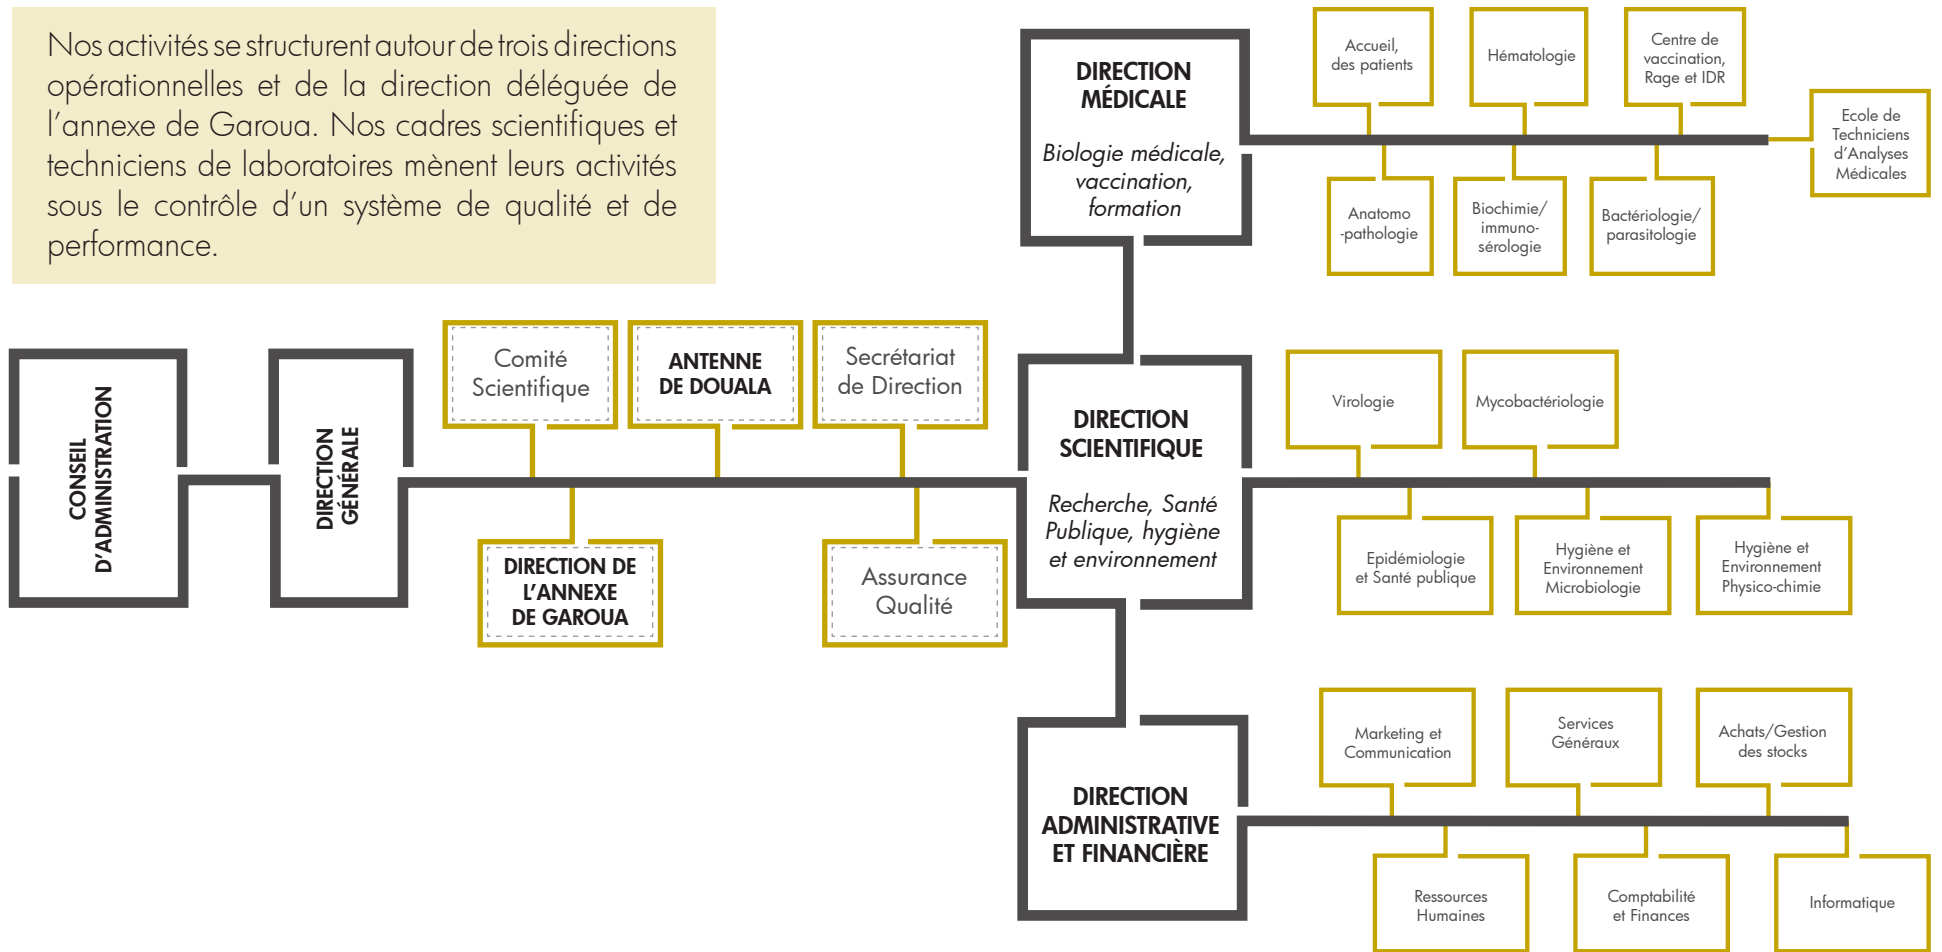 Nos activités se structurent autour de trois directions
opérationnelles et de la direction déléguée de
l’annexe de Garoua. Nos cadres scientifiques et
techniciens de laboratoires mènent leurs activités
sous le contrôle d’un système de qualité et de
performance.
CONSEIL
D’ADMINISTRATION
DIRECTION
GÉNÉRALE
Comité
Scientifique
ANTENNE
DE DOUALA
Secrétariat
de Direction
DIRECTION DE
L’ANNEXE
DE GAROUA
Assurance
Qualité
DIRECTION
MÉDICALE
Biologie médicale,
vaccination,
formation
Accueil,
des patients
Hématologie
Centre de
vaccination,
Rage et IDR
Ecole de
Techniciens
d’Analyses
Médicales
Anatomo
-pathologie
Biochimie/
immuno-
sérologie
Bactériologie/
parasitologie
DIRECTION
SCIENTIFIQUE
Recherche, Santé
Publique, hygiène
et environnement
Virologie
Mycobactériologie
Epidémiologie
et Santé publique
Hygiène et
Environnement
Microbiologie
Hygiène et
Environnement
Physico-chimie
DIRECTION
ADMINISTRATIVE
ET FINANCIÈRE
Marketing et
Communication
Services
Généraux
Achats/Gestion
des stocks
Ressources
Humaines
Comptabilité
et Finances
Informatique